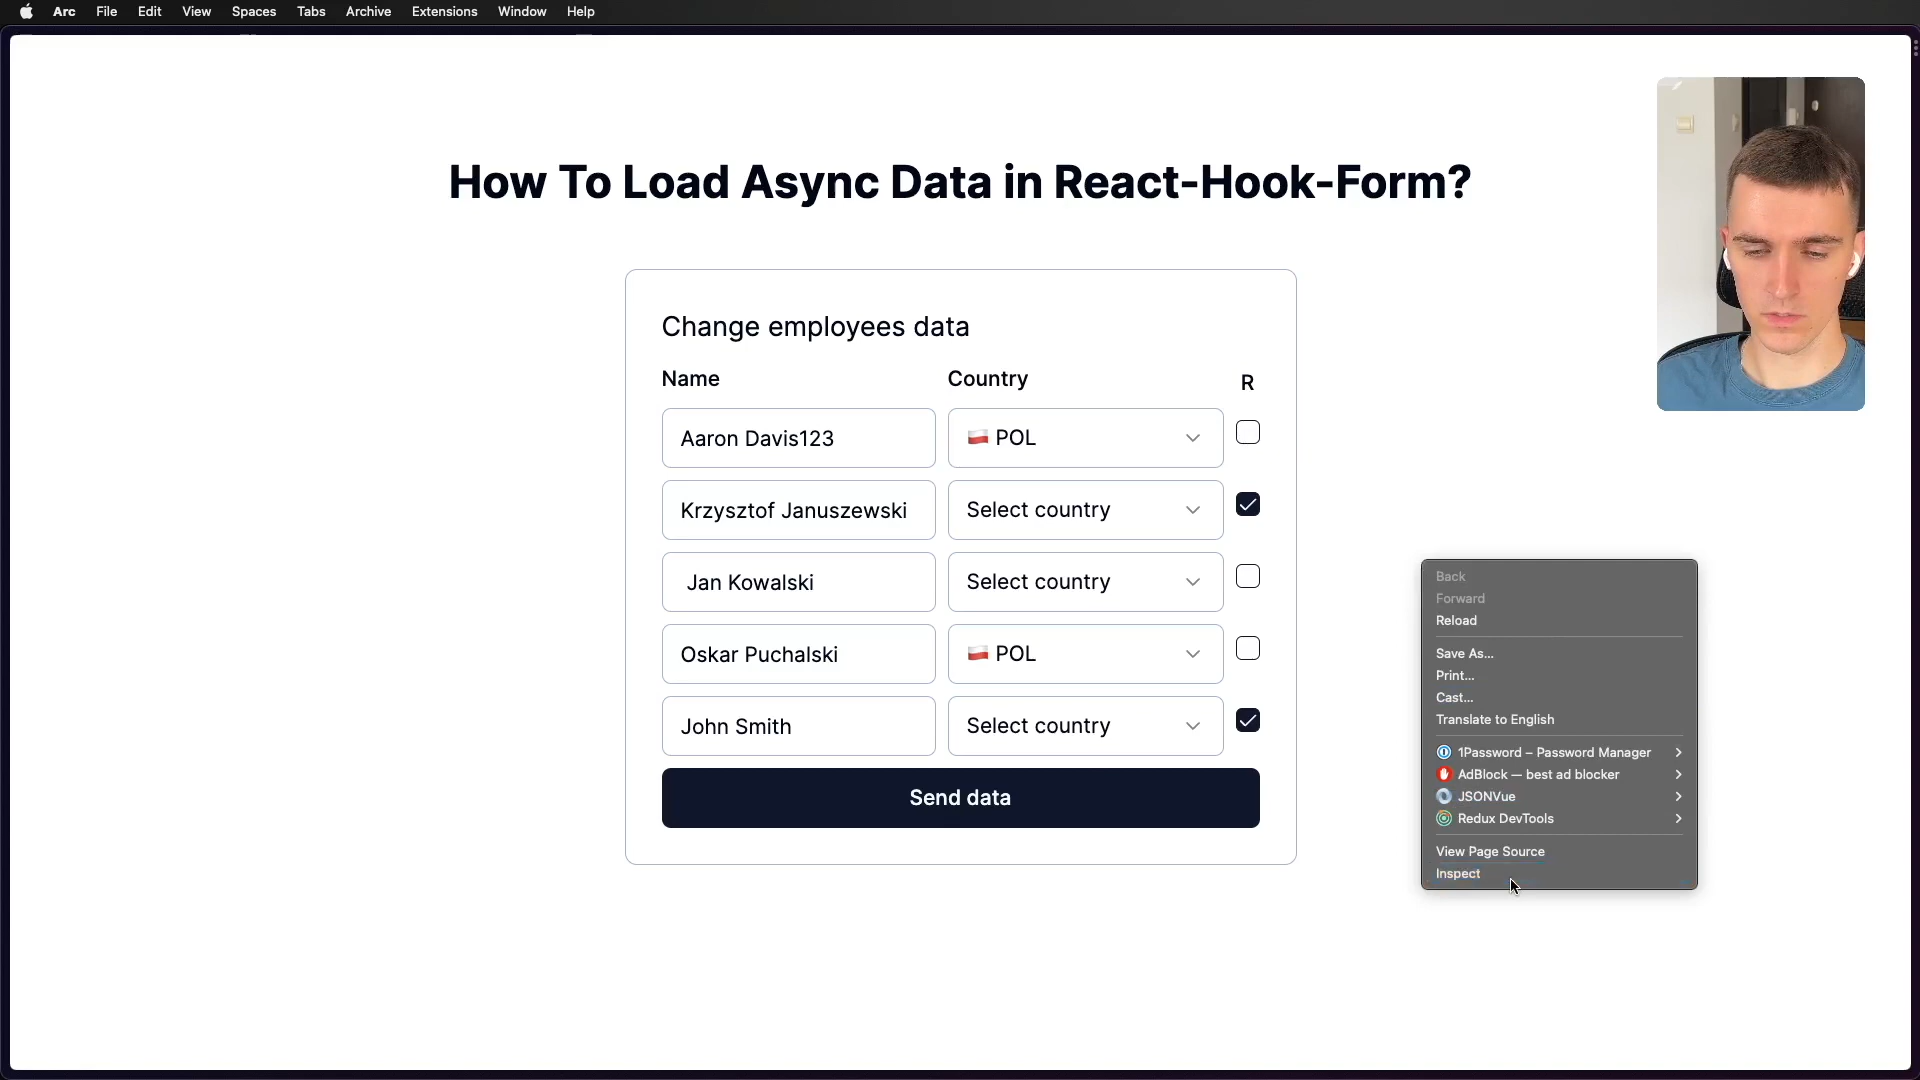 Arc File Edit View Spaces Tabs Archive Extensions Window Help
How To Load Async Data in React-Hook-Form?
Change employees data
Name Country R
Aaron Davis123 POL
Krzysztof Januszewski Select country
Jan Kowalski Select country
Oskar Puchalski POL
John Smith Select country
Send data
Back
Forward
Reload
Save As...
Print...
Cast...
Translate to English
1Password – Password Manager
AdBlock — best ad blocker
JSONVue
Redux DevTools
View Page Source
Inspect